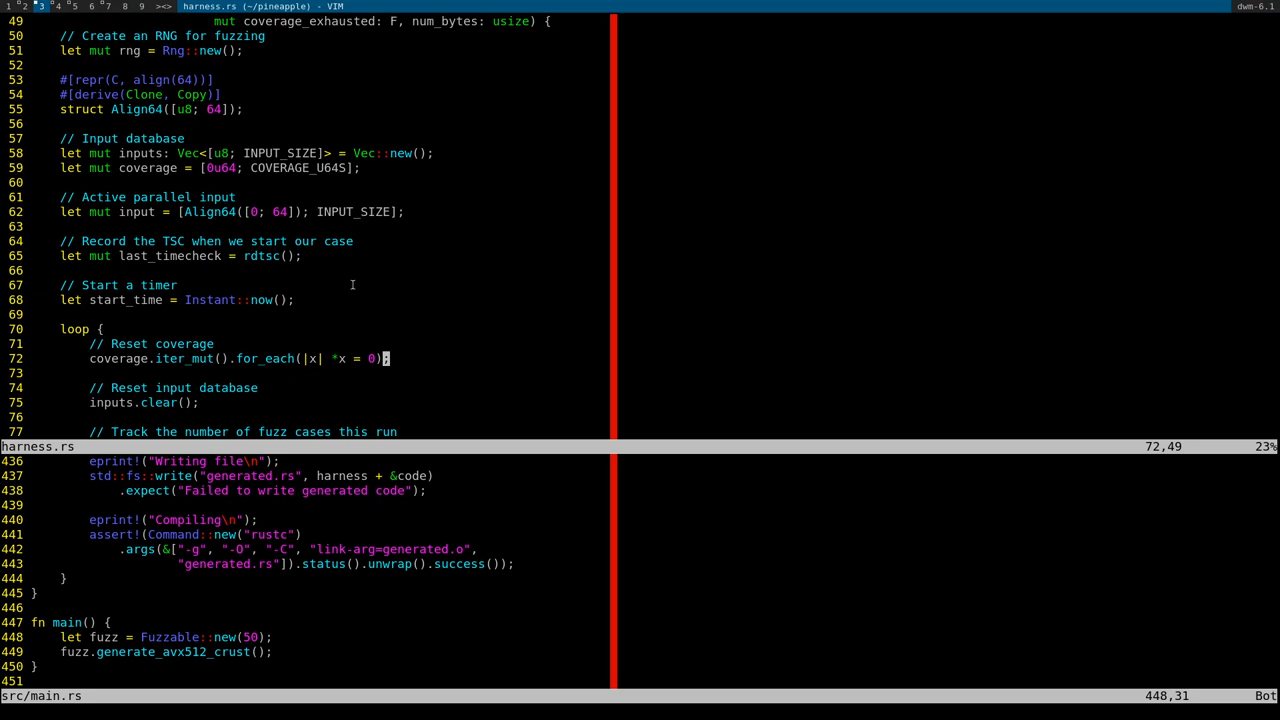 1 2 3 4 5 6 7 8 9 ><> harness.rs (~/pineapple) - VIM dwm-6.1
49 mut coverage_exhausted: F, num_bytes: usize) {
50 // Create an RNG for fuzzing
51 let mut rng = Rng::new();
52
53 #[repr(C, align(64))]
54 #[derive(Clone, Copy)]
55 struct Align64([u8; 64]);
56
57 // Input database
58 let mut inputs: Vec<[u8; INPUT_SIZE]> = Vec::new();
59 let mut coverage = [0u64; COVERAGE_U64S];
60
61 // Active parallel input
62 let mut input = [Align64([0; 64]); INPUT_SIZE];
63
64 // Record the TSC when we start our case
65 let mut last_timecheck = rdtsc();
66
67 // Start a timer
68 let start_time = Instant::now();
69
70 loop {
71 // Reset coverage
72 coverage.iter_mut().for_each(|x| *x = 0);
73
74 // Reset input database
75 inputs.clear();
76
77 // Track the number of fuzz cases this run
harness.rs 72,49 23%
436 eprint!("Writing file\n");
437 std::fs::write("generated.rs", harness + &code)
438 .expect("Failed to write generated code");
439
440 eprint!("Compiling\n");
441 assert!(Command::new("rustc")
442 .args(&["-g", "-O", "-C", "link-arg=generated.o",
443 "generated.rs"]).status().unwrap().success());
444 }
445 }
446
447 fn main() {
448 let fuzz = Fuzzable::new(50);
449 fuzz.generate_avx512_crust();
450 }
451
src/main.rs 448,31 Bot